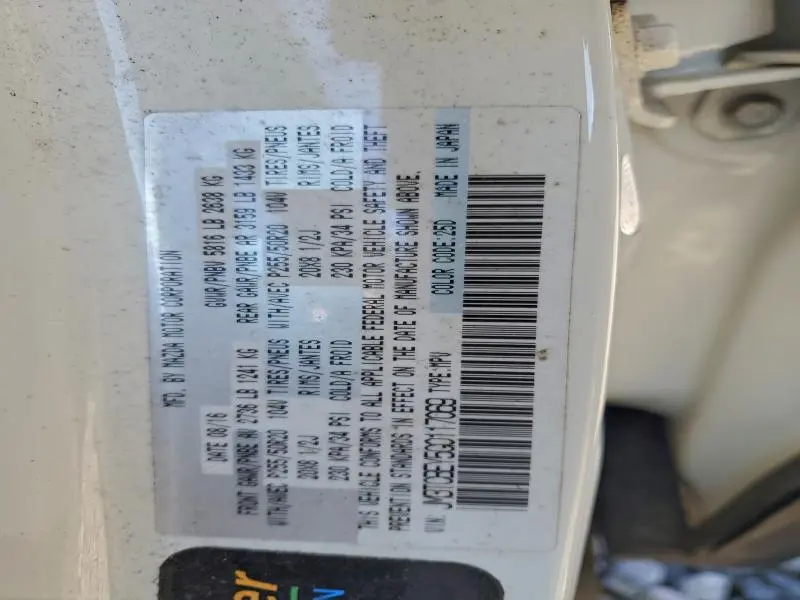 MFD. BY MAZDA MOTOR CORPORATION
DATE 08/16 GVWR/PNBV 5816 LB 2638 KG
FRONT GAWR/PNBE AV 2736 LB 1241 KG REAR GAWR/PNBE AR 3159 LB 1433 KG
WITH/AVEC P255/50R20 104V TIRES/PNEUS WITH/AVEC P255/50R20 104V TIRES/PNEUS
20X8 1/2J RIMS/JANTES 20X8 1/2J RIMS/JANTES
230 KPA/34 PSI COLD/A FROID 230 KPA/34 PSI COLD/A FROID
THIS VEHICLE CONFORMS TO ALL APPLICABLE FEDERAL MOTOR VEHICLE SAFETY AND THEFT
PREVENTION STANDARDS IN EFFECT ON THE DATE OF MANUFACTURE SHOWN ABOVE.
VIN: TYPE:MPV COLOR CODE:25D MADE IN JAPAN
er
N